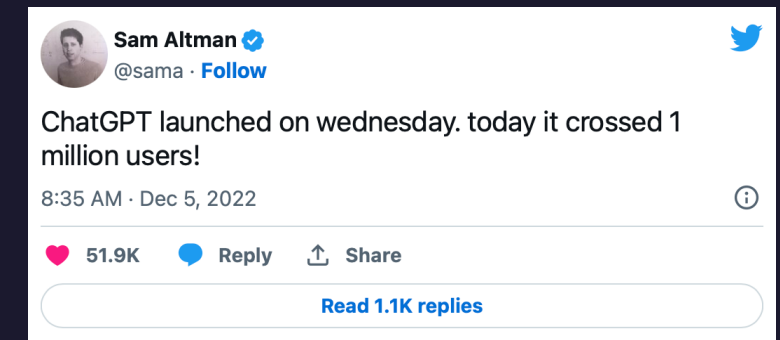 Sam Altman
@sama · Follow
ChatGPT launched on wednesday. today it crossed 1
million users!
8:35 AM · Dec 5, 2022
51.9K Reply Share
Read 1.1K replies